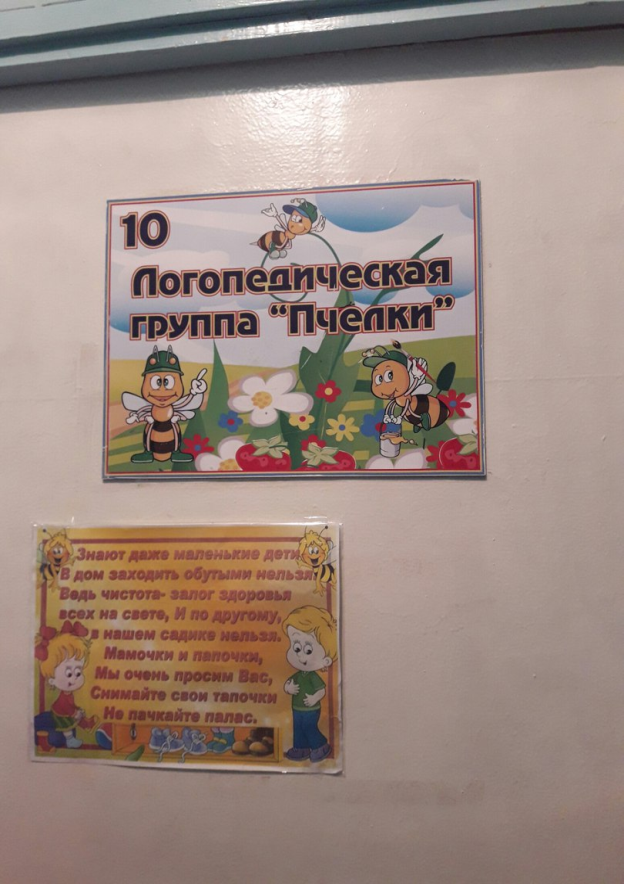 10
Логопедическая
группа "Пчёлки"
Знают даже маленькие дети
В дом заходить обутыми нельзя
Ведь чистота- залог здоровья
всех на свете, И по другому,
в нашем садике нельзя.
Мамочки и папочки,
Мы очень просим Вас,
Снимайте свои тапочки
Не пачкайте палас.